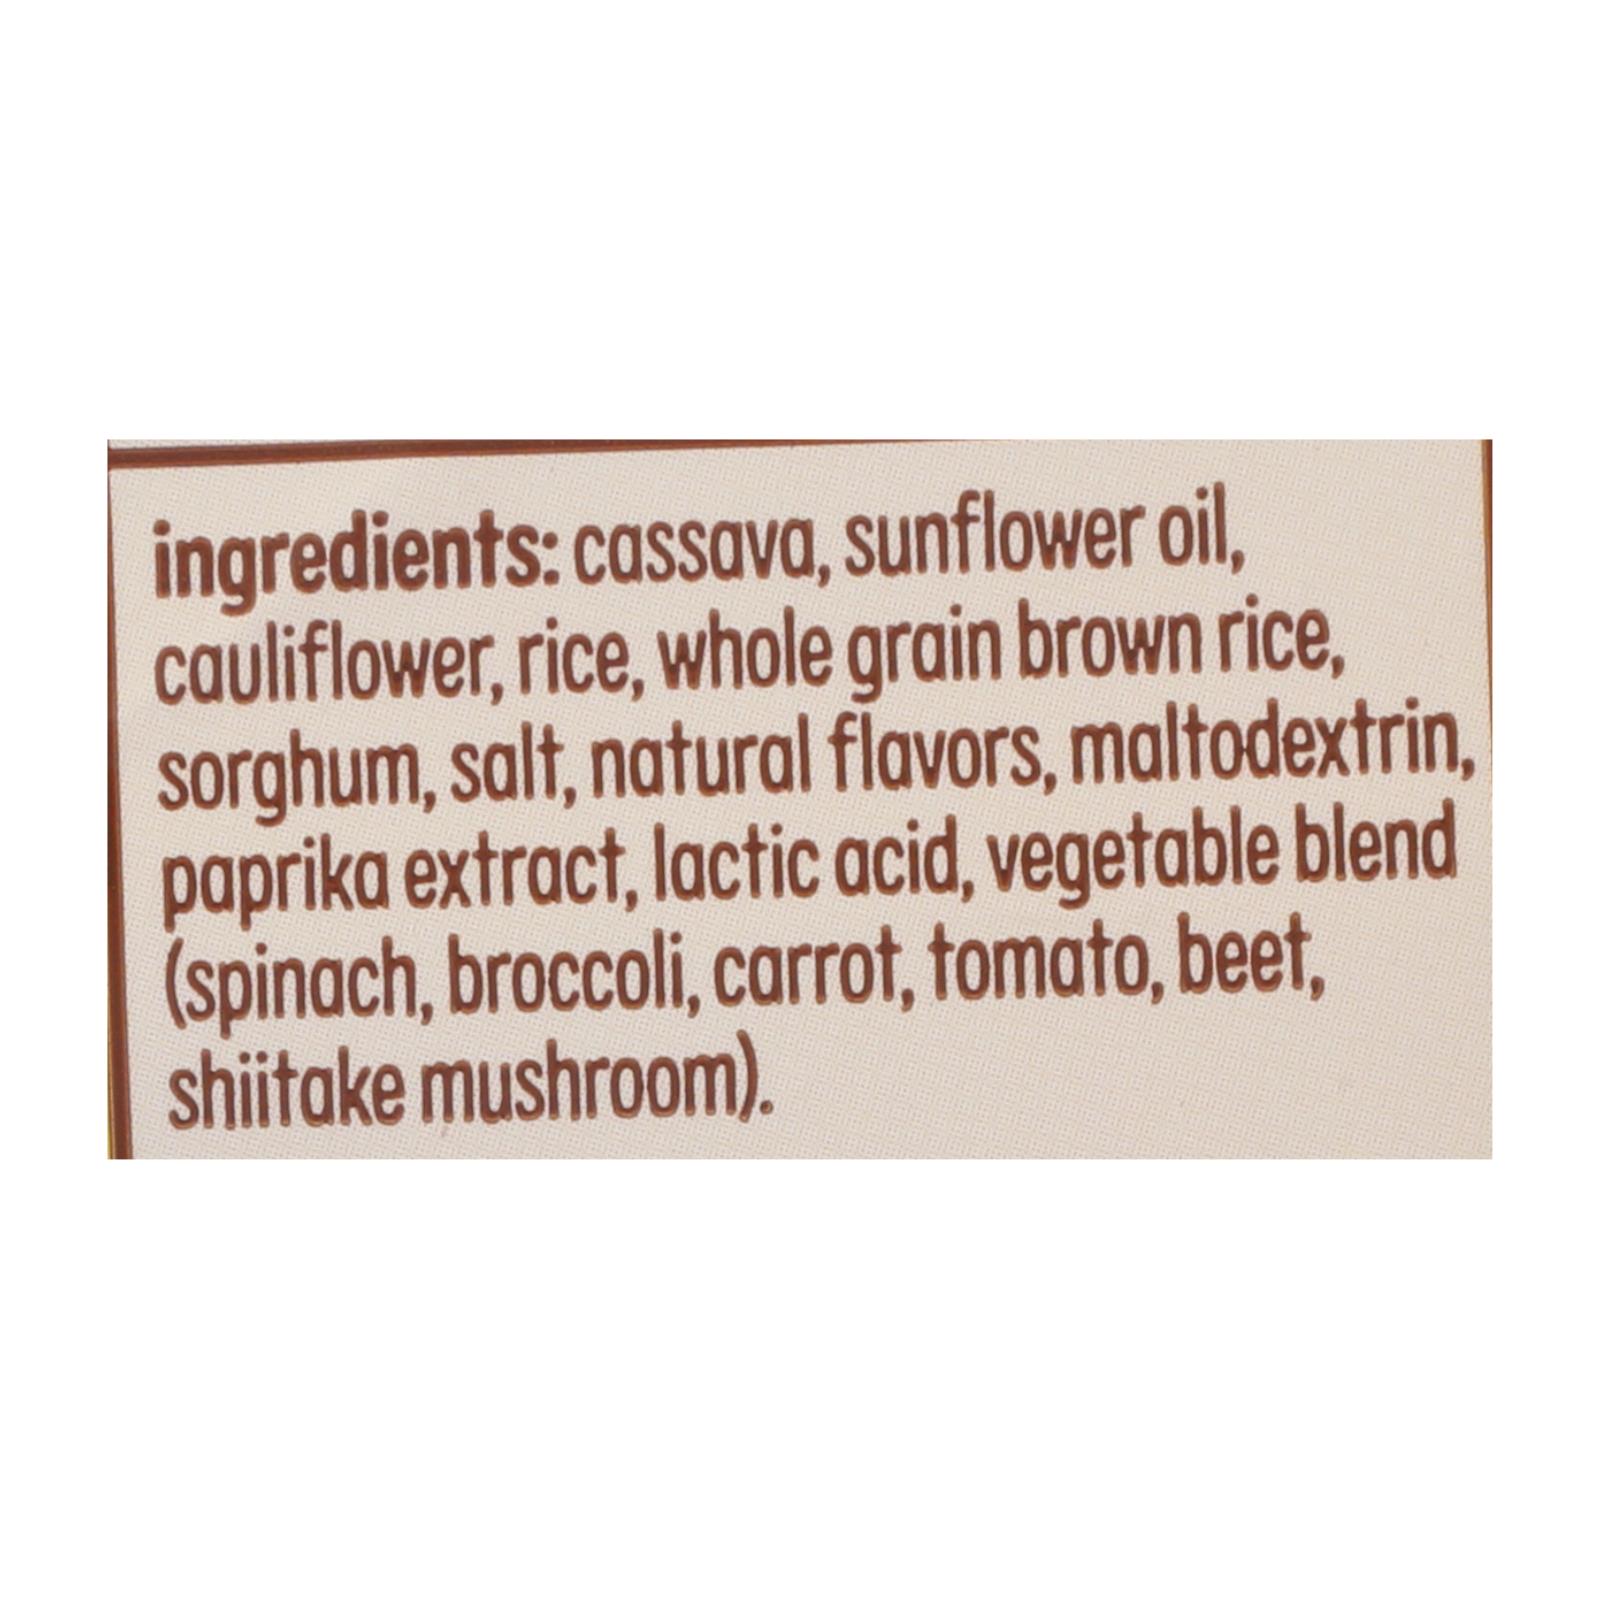 ingredients: cassava, sunflower oil,
cauliflower, rice, whole grain brown rice,
sorghum, salt, natural flavors, maltodextrin,
paprika extract, lactic acid, vegetable blend
(spinach, broccoli, carrot, tomato, beet,
shiitake mushroom).